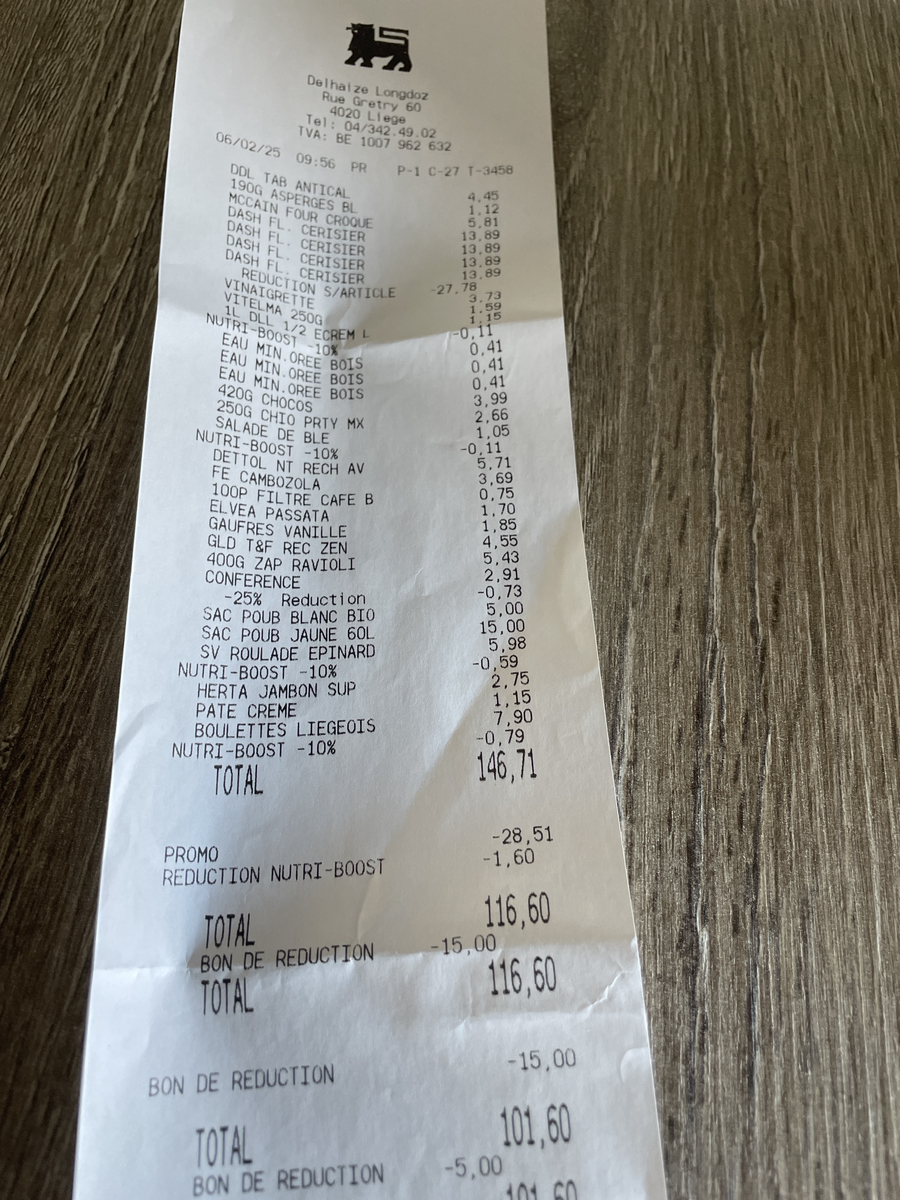 Delhaize Longdoz
Rue Gretry 60
4020 Liege
Tel: 04/342.49.02
TVA: BE 1007 962 632
06/02/25 09:56 PR P-1 C-27 T-3458
DDL TAB ANTICAL 4,45
190G ASPERGES BL 1,12
MCCAIN FOUR CROQUE 5,81
DASH FL. CERISIER 13,89
DASH FL. CERISIER 13,89
DASH FL. CERISIER 13,89
DASH FL. CERISIER 13,89
REDUCTION S/ARTICLE -27,78
VINAIGRETTE 3,73
VITELMA 250G 1,59
1L DLL 1/2 ECREM L 1,15
NUTRI-BOOST -10% -0,11
EAU MIN.OREE BOIS 0,41
EAU MIN.OREE BOIS 0,41
EAU MIN.OREE BOIS 0,41
420G CHOCOS 3,99
250G CHIO PRTY MX 2,66
SALADE DE BLE 1,05
NUTRI-BOOST -10% -0,11
DETTOL NT RECH AV 5,71
FE CAMBOZOLA 3,69
100P FILTRE CAFE B 0,75
ELVEA PASSATA 1,70
GAUFRES VANILLE 1,85
GLD T&F REC ZEN 4,55
400G ZAP RAVIOLI 5,43
CONFERENCE 2,91
-25% Reduction -0,73
SAC POUB BLANC BIO 5,00
SAC POUB JAUNE 60L 15,00
SV ROULADE EPINARD 5,98
NUTRI-BOOST -10% -0,59
HERTA JAMBON SUP 2,75
PATE CREME 1,15
BOULETTES LIEGEOIS 7,90
NUTRI-BOOST -10% -0,79
TOTAL 146,71
PROMO -28,51
REDUCTION NUTRI-BOOST -1,60
TOTAL 116,60
BON DE REDUCTION -15,00
TOTAL 116,60
BON DE REDUCTION -15,00
TOTAL 101,60
BON DE REDUCTION -5,00
101,60